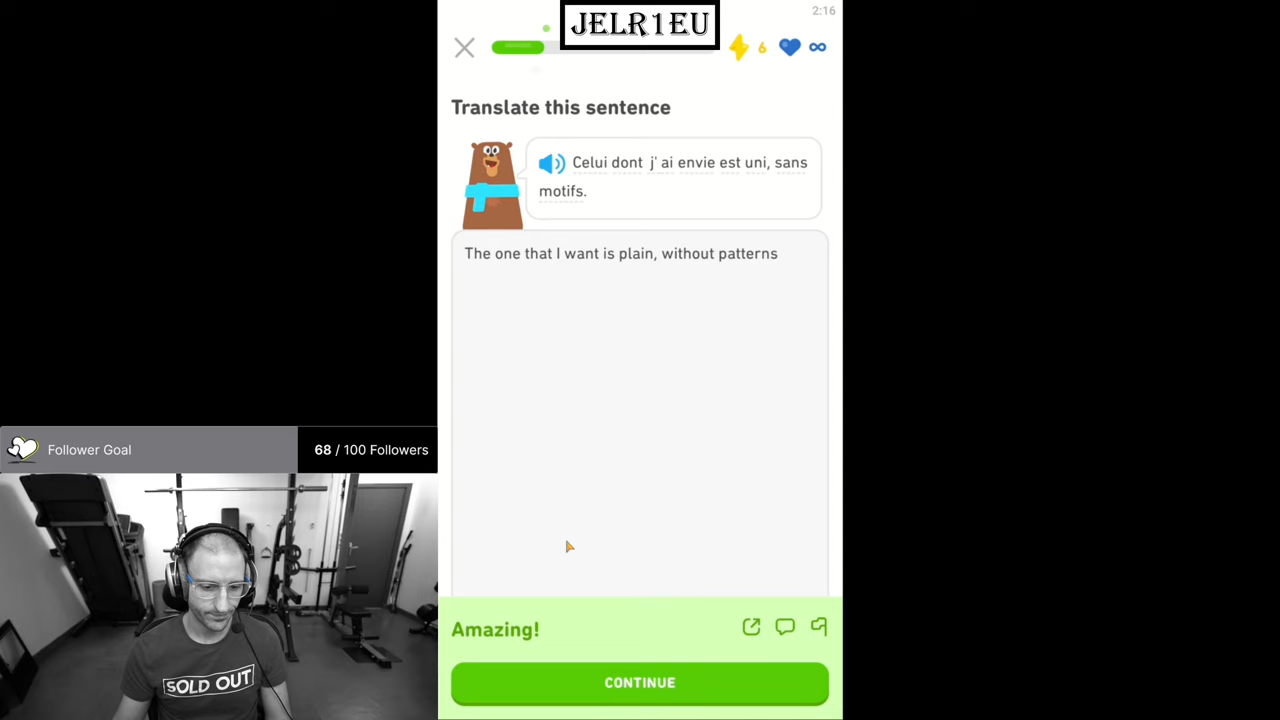 JELR1EU
2:16
6 ∞
Translate this sentence
Celui dont j' ai envie est uni, sans
motifs.
The one that I want is plain, without patterns
Follower Goal
68 / 100 Followers
SOLD OUT
Amazing!
CONTINUE